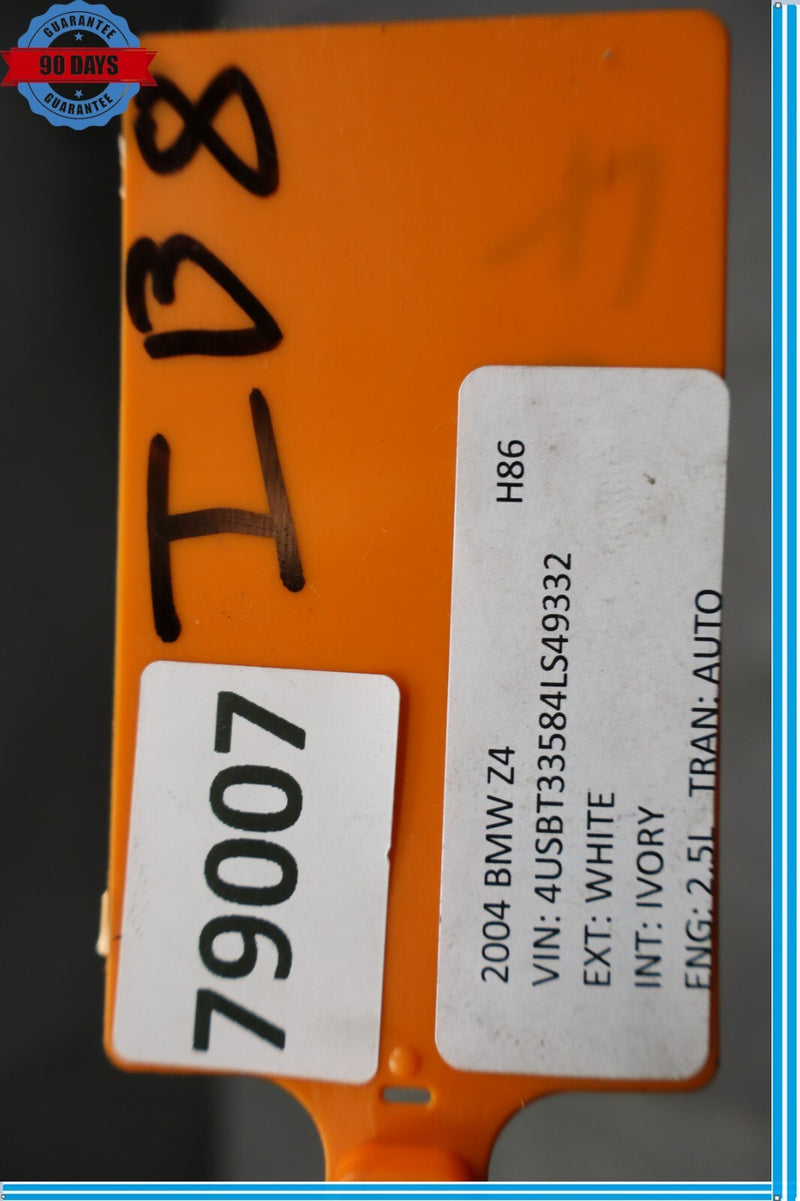 GUARANTEE
90 DAYS
GUARANTEE
IB8
79007
2004 BMW Z4 H86
VIN: 4USBT33584LS49332
EXT: WHITE
INT: IVORY
ENG: 2.5L TRAN: AUTO